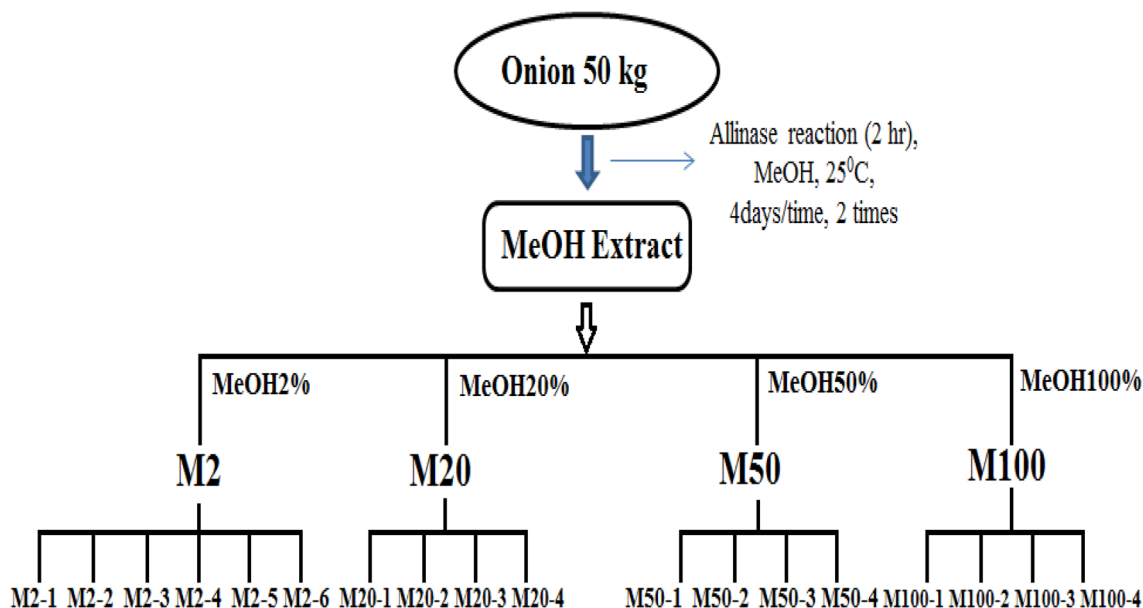 Onion 50 kg
Allinase reaction (2 hr),
MeOH, 25⁰C,
4days/time, 2 times
MeOH Extract
MeOH2% MeOH20% MeOH50% MeOH100%
M2 M20 M50 M100
M2-1 M2-2 M2-3 M2-4 M2-5 M2-6 M20-1 M20-2 M20-3 M20-4 M50-1 M50-2 M50-3 M50-4 M100-1 M100-2 M100-3 M100-4